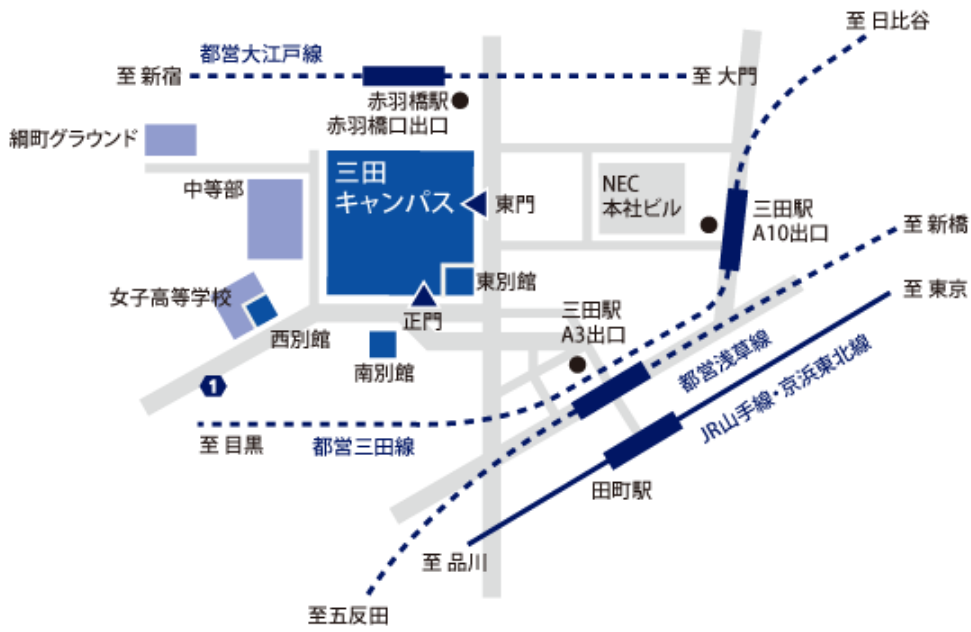 至 日比谷
都営大江戸線
至 新宿
至 大門
赤羽橋駅
赤羽橋口出口
綱町グラウンド
三田
キャンパス
中等部
東門
NEC
本社ビル
三田駅
A10出口
至 新橋
東別館
至 東京
女子高等学校
正門
三田駅
A3出口
西別館
南別館
都営浅草線
JR山手線・京浜東北線
1
至 目黒
都営三田線
田町駅
至 品川
至五反田